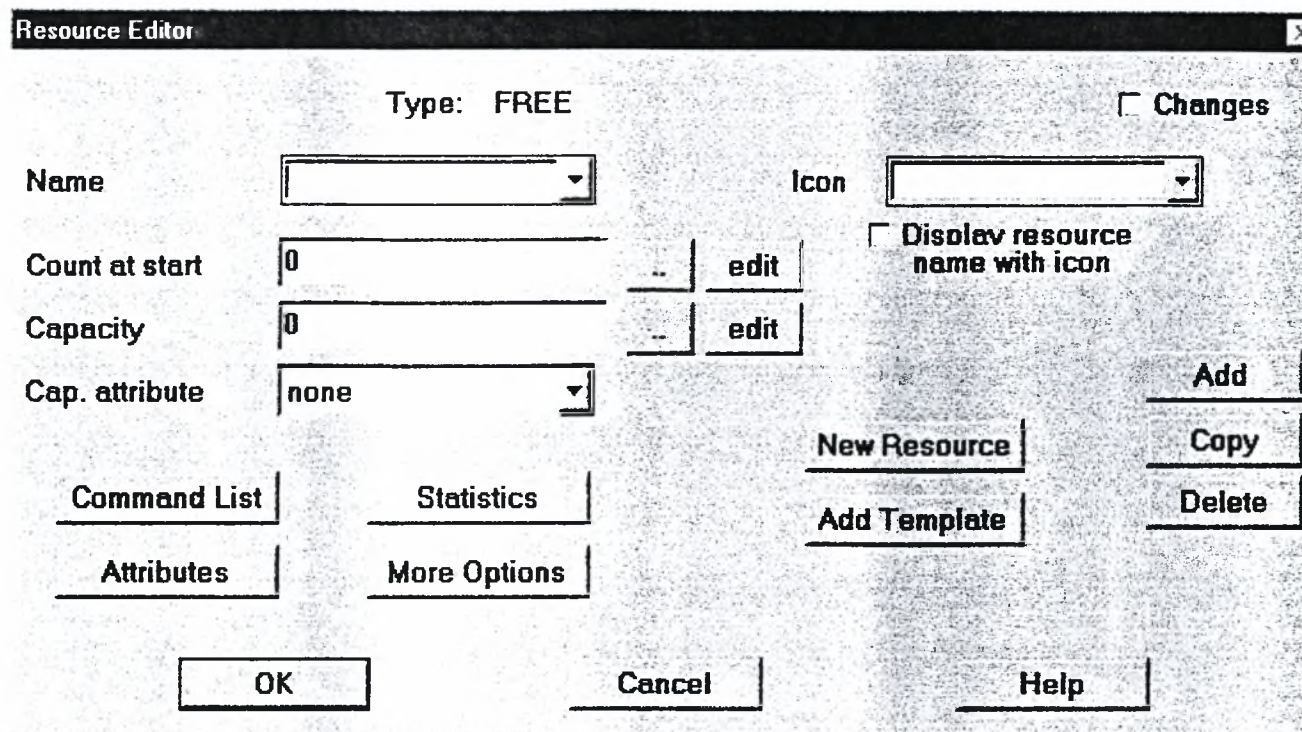 Resource Editor
Type: FREE
Changes
Name
Icon
Display resource
name with icon
Count at start
0
..
edit
Capacity
0
..
edit
Cap. attribute
none
Add
New Resource
Copy
Command List
Statistics
Add Template
Delete
Attributes
More Options
OK
Cancel
Help